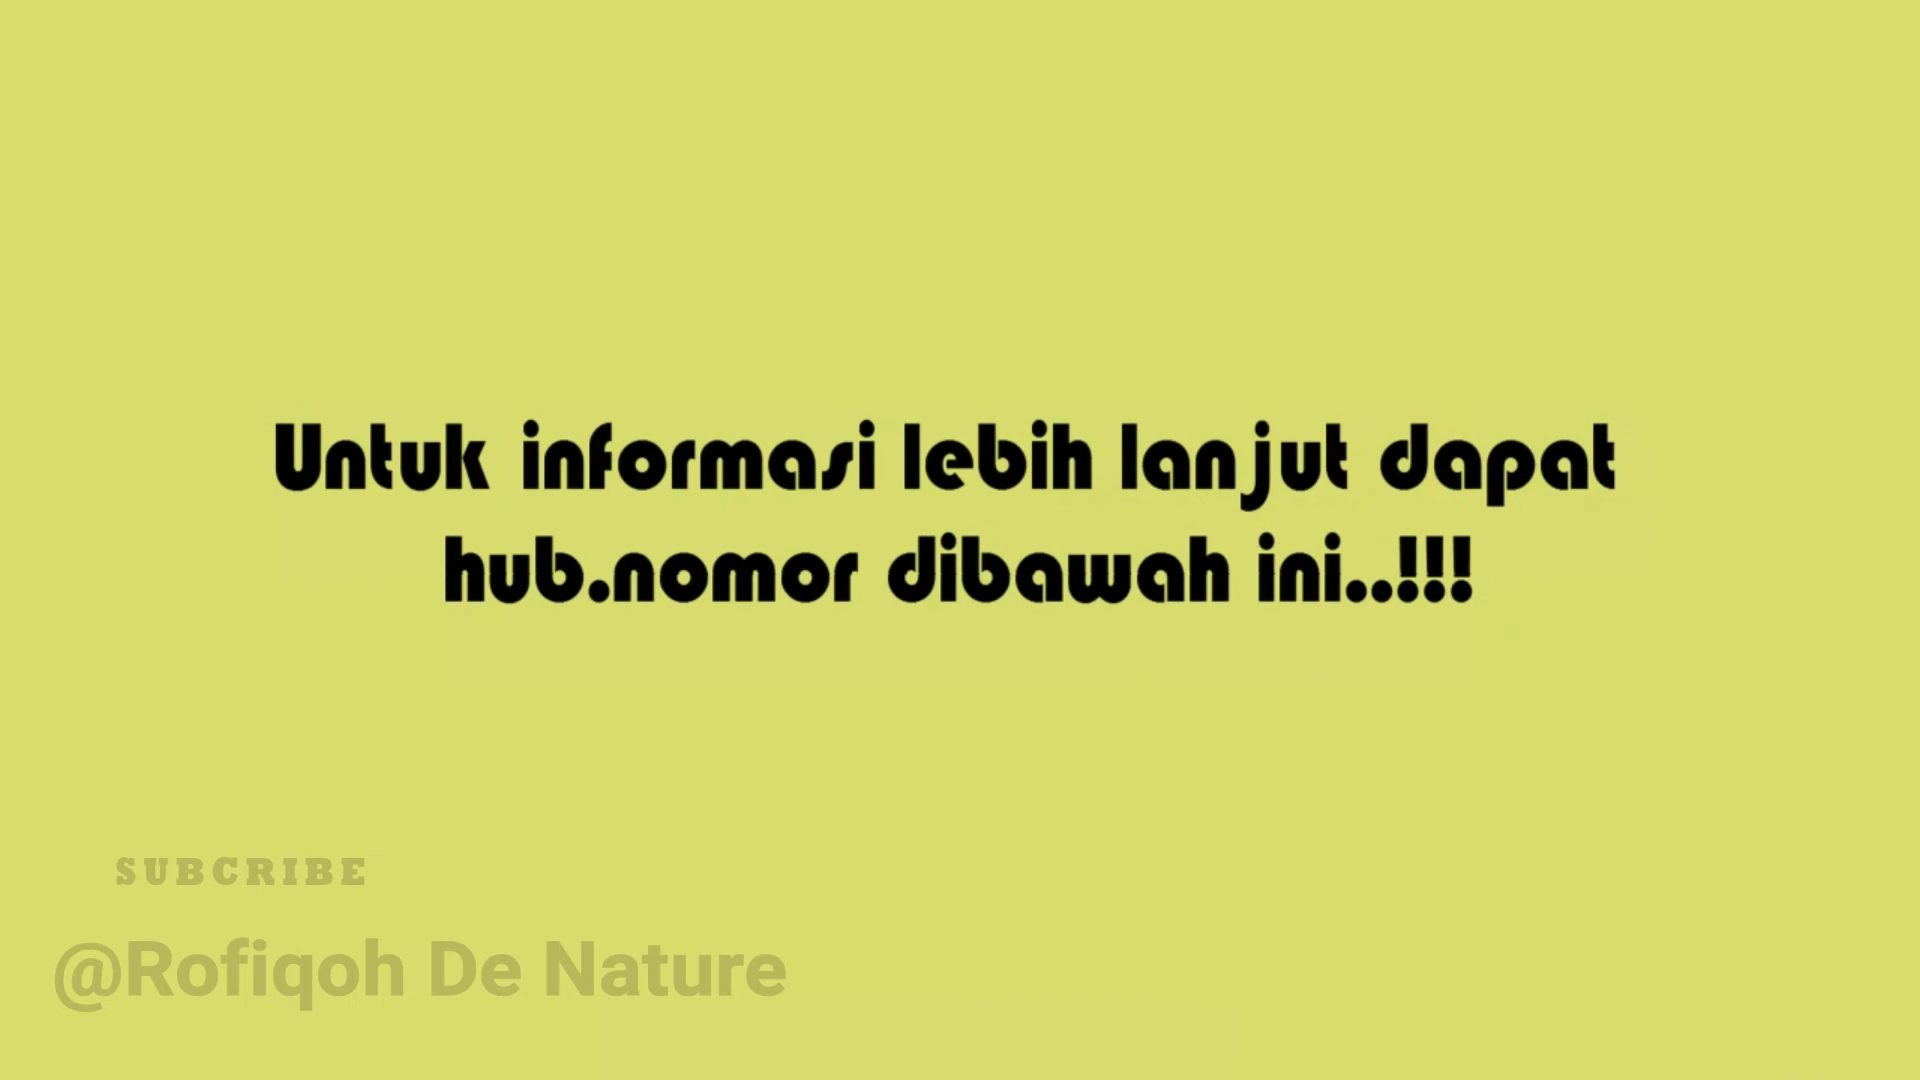 Untuk informasi lebih lanjut dapat
hub.nomor dibawah ini..!!!
SUBCRIBE
@Rofiqoh De Nature